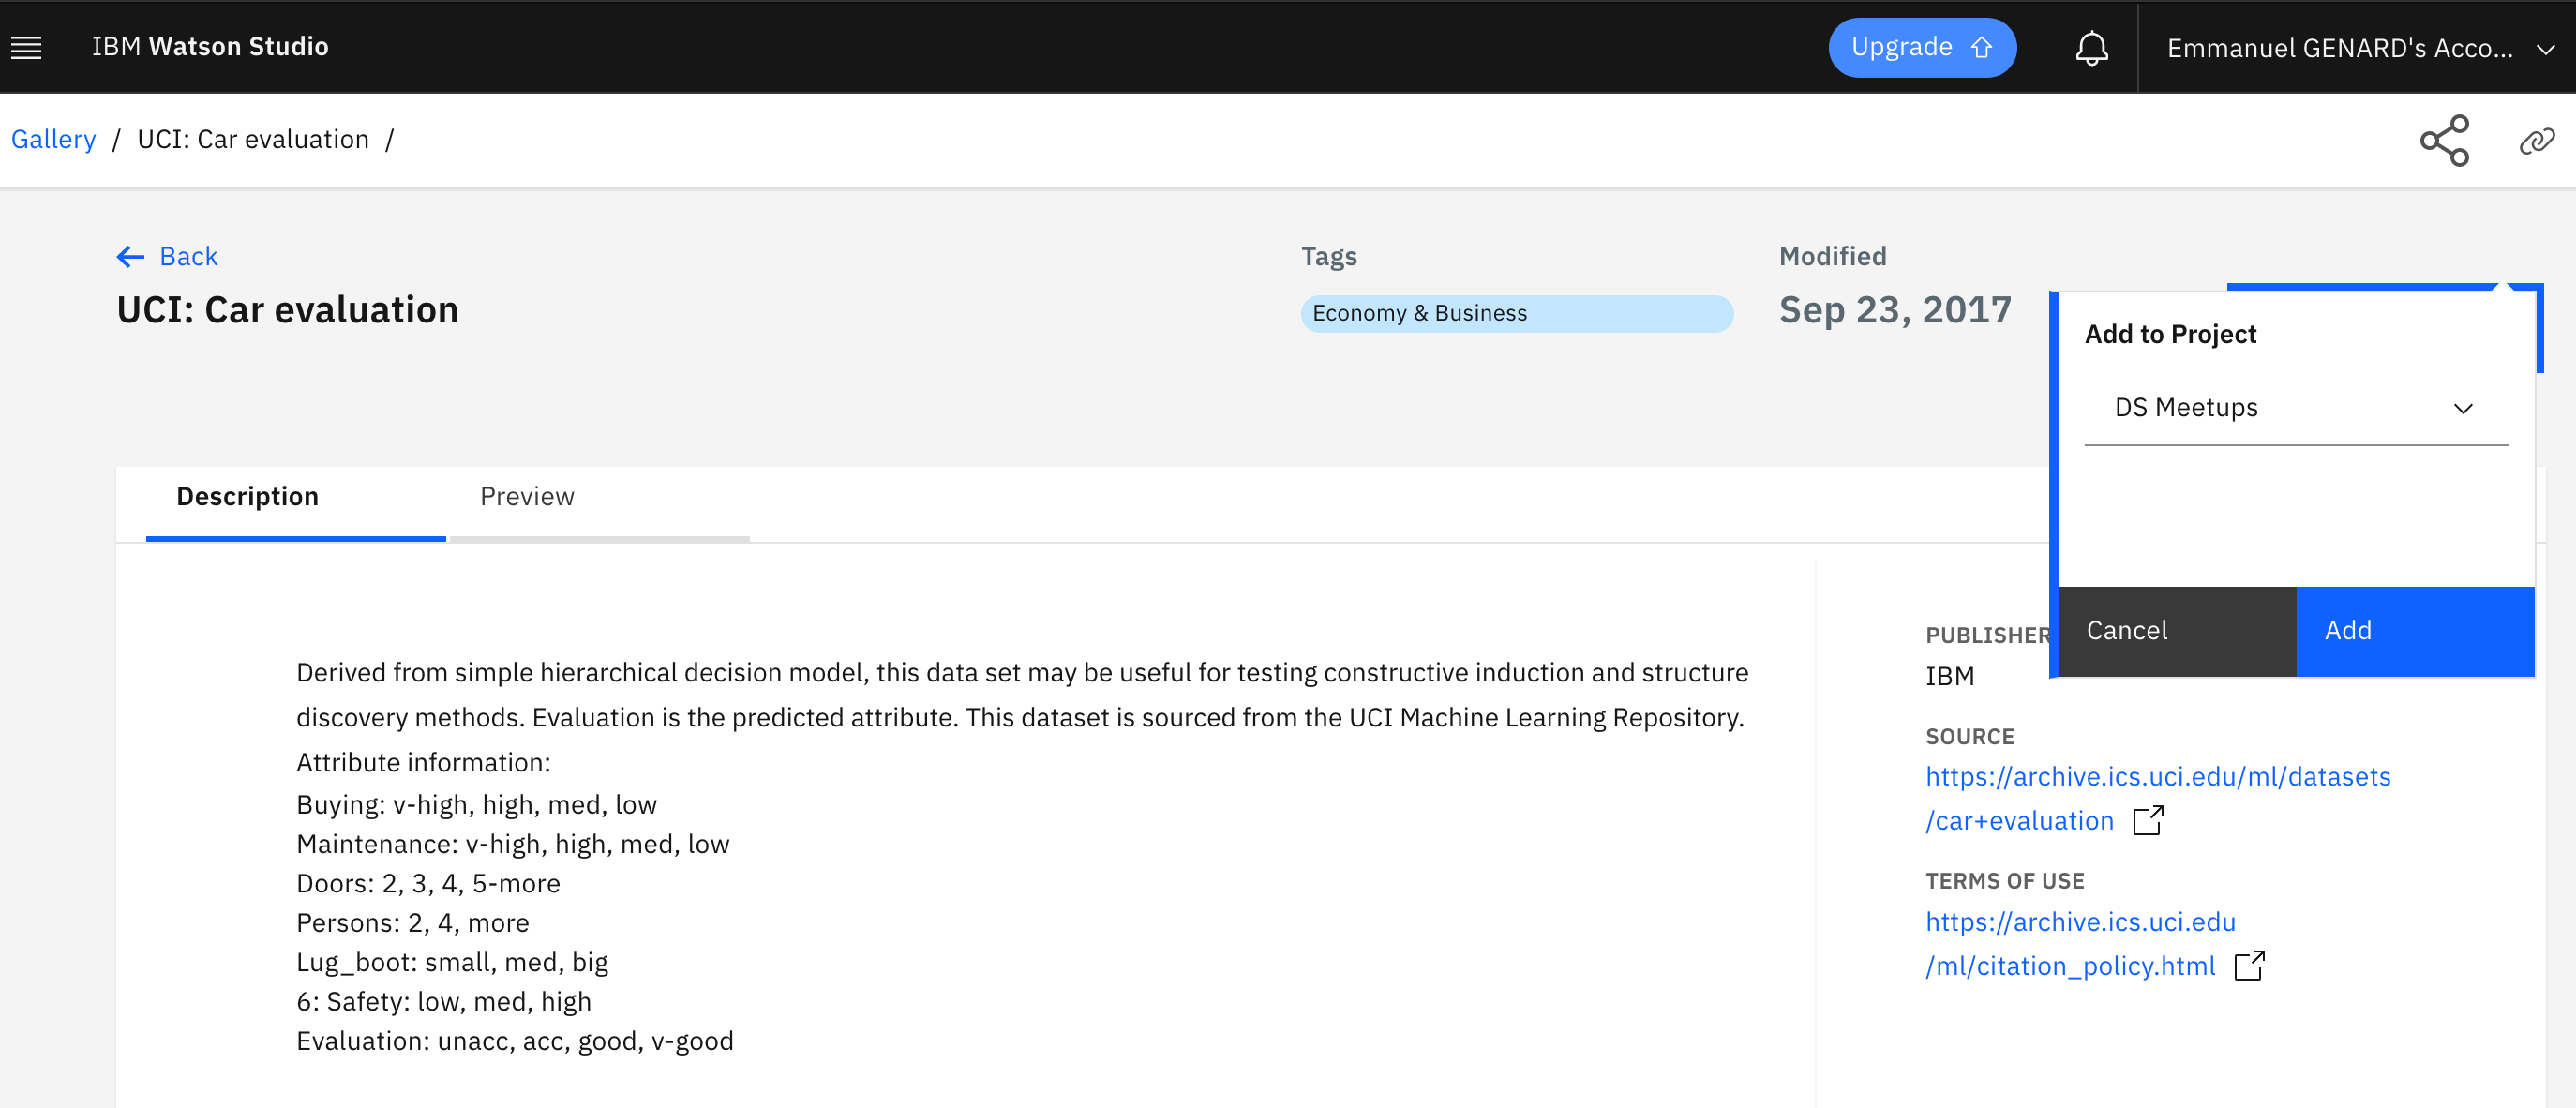 IBM Watson Studio
Upgrade
Emmanuel GENARD's Acco...
Gallery / UCI: Car evaluation /
Back
UCI: Car evaluation
Tags
Economy & Business
Modified
Sep 23, 2017
Add to Project
DS Meetups
Cancel
Add
Description
Preview
Derived from simple hierarchical decision model, this data set may be useful for testing constructive induction and structure
discovery methods. Evaluation is the predicted attribute. This dataset is sourced from the UCI Machine Learning Repository.
Attribute information:
Buying: v-high, high, med, low
Maintenance: v-high, high, med, low
Doors: 2, 3, 4, 5-more
Persons: 2, 4, more
Lug_boot: small, med, big
6: Safety: low, med, high
Evaluation: unacc, acc, good, v-good
PUBLISHER
IBM
SOURCE
https://archive.ics.uci.edu/ml/datasets
/car+evaluation
TERMS OF USE
https://archive.ics.uci.edu
/ml/citation_policy.html